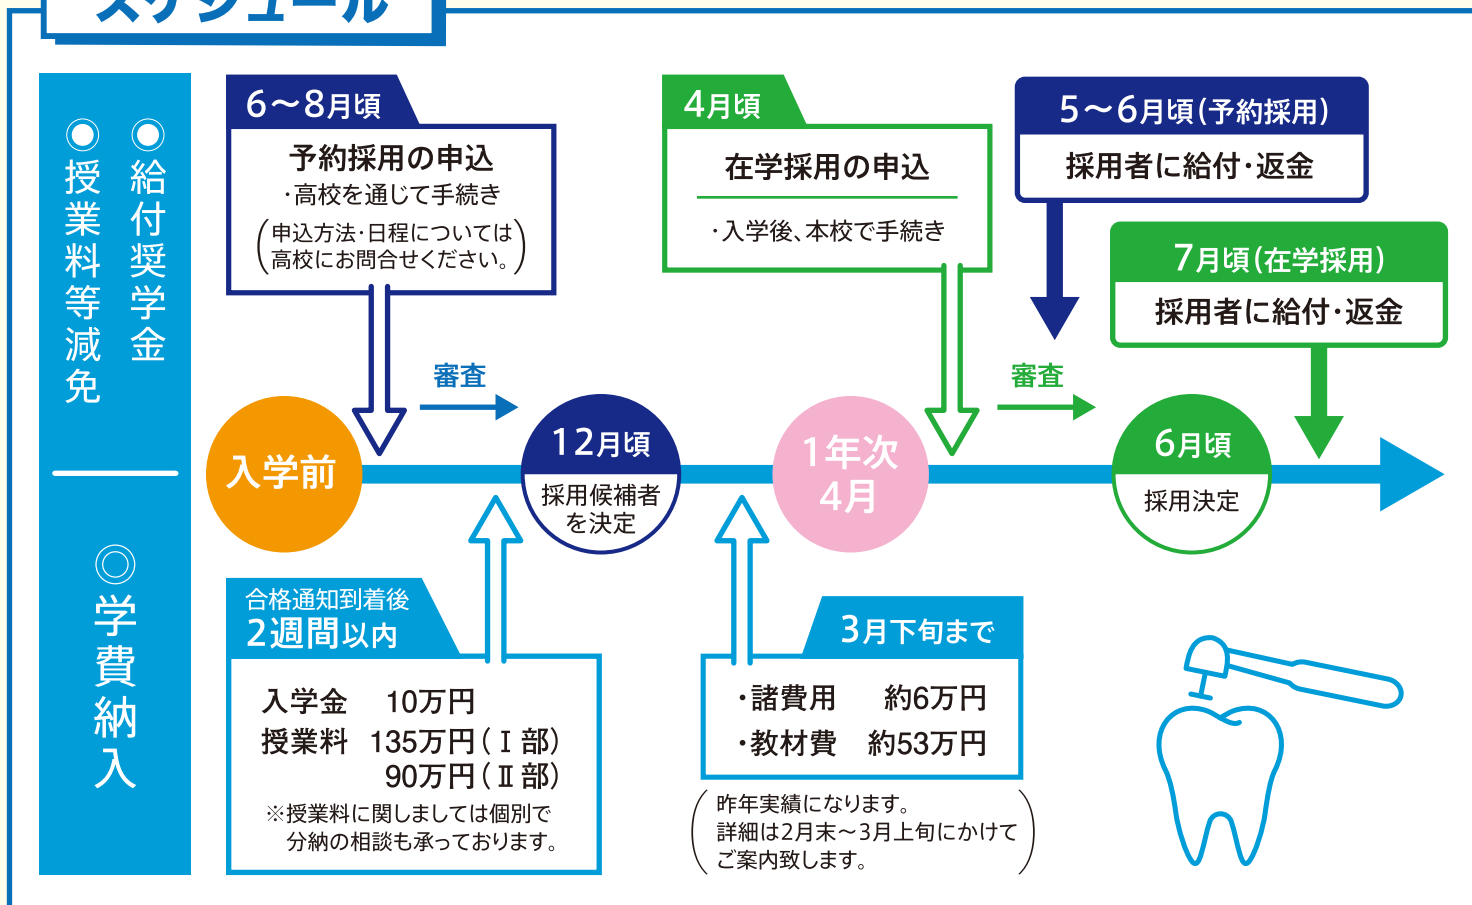 スケジュール
◉給付奨学金
◉授業料等減免
◎学費納入
6〜8月頃
予約採用の申込
・高校を通じて手続き
(申込方法・日程については
高校にお問合せください。)
4月頃
在学採用の申込
・入学後、本校で手続き
5〜6月頃(予約採用)
採用者に給付・返金
7月頃(在学採用)
採用者に給付・返金
審査
審査
入学前
12月頃
採用候補者
を決定
1年次
4月
6月頃
採用決定
合格通知到着後
2週間以内
入学金 10万円
授業料 135万円(Ⅰ部)
90万円(Ⅱ部)
※授業料に関しましては個別で
分納の相談も承っております。
3月下旬まで
・諸費用 約6万円
・教材費 約53万円
(昨年実績になります。
詳細は2月末〜3月上旬にかけて
ご案内致します。)